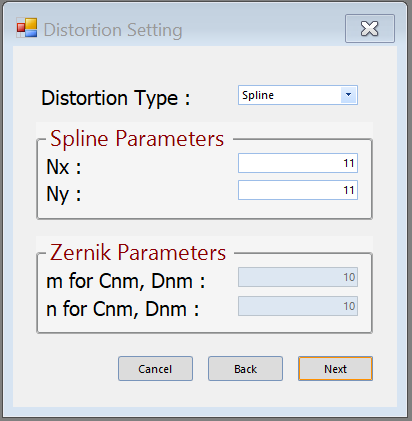 Distortion Setting
Distortion Type : Spline
Spline Parameters
Nx : 11
Ny : 11
Zernik Parameters
m for Cnm, Dnm : 10
n for Cnm, Dnm : 10
Cancel Back Next